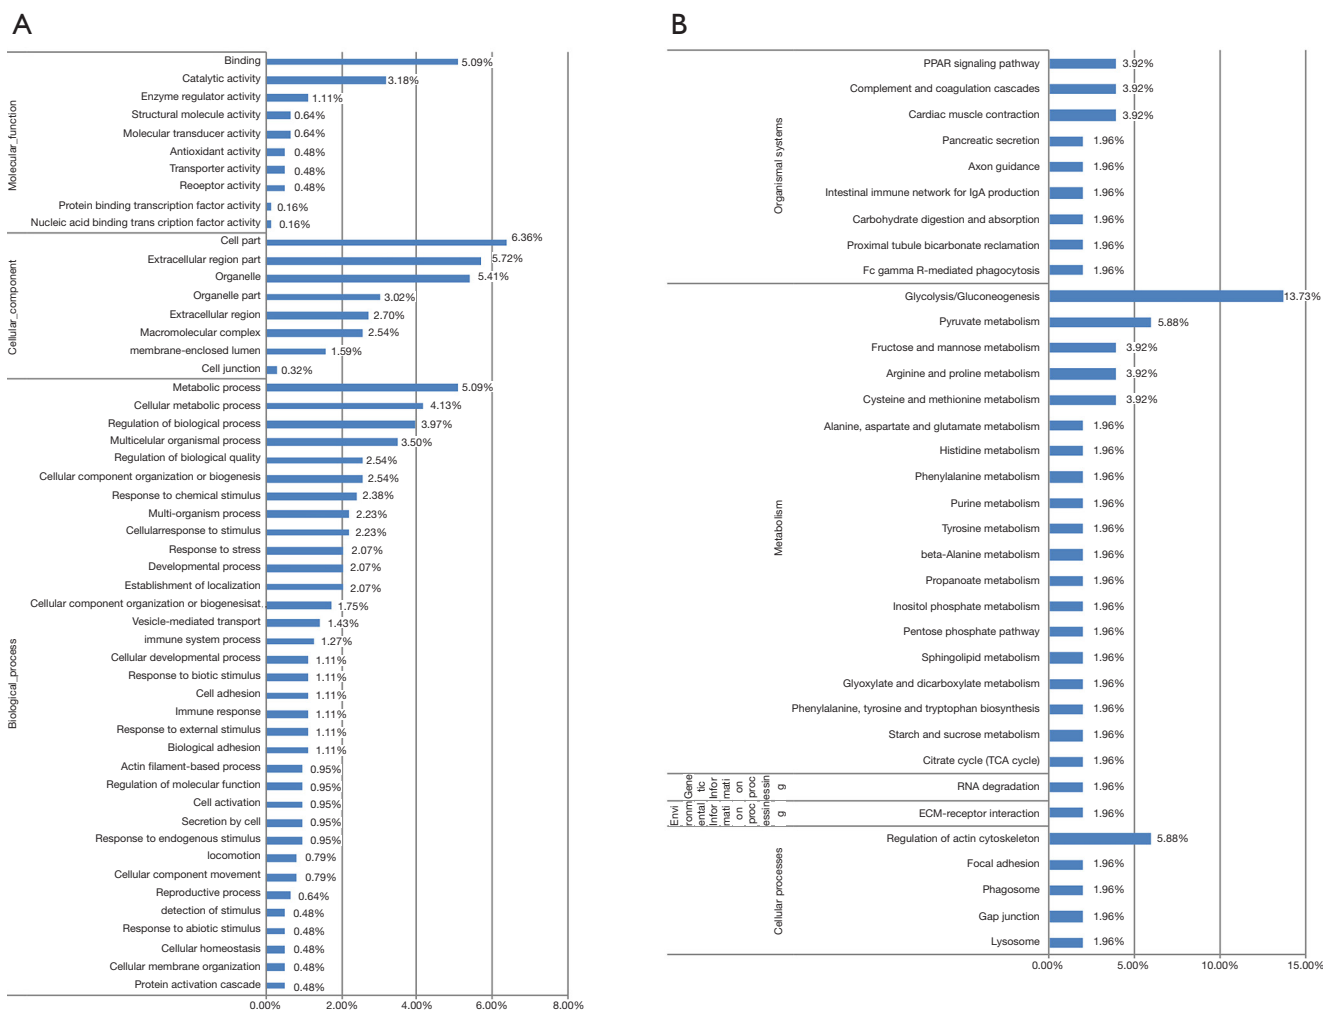 A
Molecular_function
Binding 5.09%
Catalytic activity 3.18%
Enzyme regulator activity 1.11%
Structural molecule activity 0.64%
Molecular transducer activity 0.64%
Antioxidant activity 0.48%
Transporter activity 0.48%
Reoeptor activity 0.48%
Protein binding transcription factor activity 0.16%
Nucleic acid binding trans cription factor activity 0.16%
Cellular_component
Cell part 6.36%
Extracellular region part 5.72%
Organelle 5.41%
Organelle part 3.02%
Extracellular region 2.70%
Macromolecular complex 2.54%
membrane-enclosed lumen 1.59%
Cell junction 0.32%
Biological_process
Metabolic process 5.09%
Cellular metabolic process 4.13%
Regulation of biological process 3.97%
Multicelular organismal process 3.50%
Regulation of biological quality 2.54%
Cellular component organization or biogenesis 2.54%
Response to chemical stimulus 2.38%
Multi-organism process 2.23%
Cellularresponse to stimulus 2.23%
Response to stress 2.07%
Developmental process 2.07%
Establishment of localization 2.07%
Cellular component organization or biogenesisat. 1.75%
Vesicle-mediated transport 1.43%
immune system process 1.27%
Cellular developmental process 1.11%
Response to biotic stimulus 1.11%
Cell adhesion 1.11%
Immune response 1.11%
Response to external stimulus 1.11%
Biological adhesion 1.11%
Actin filament-based process 0.95%
Regulation of molecular function 0.95%
Cell activation 0.95%
Secretion by cell 0.95%
Response to endogenous stimulus 0.95%
locomotion 0.79%
Cellular component movement 0.79%
Reproductive process 0.64%
detection of stimulus 0.48%
Response to abiotic stimulus 0.48%
Cellular homeostasis 0.48%
Cellular membrane organization 0.48%
Protein activation cascade 0.48%
0.00% 2.00% 4.00% 6.00% 8.00%
B
Organismal systems
PPAR signaling pathway 3.92%
Complement and coagulation cascades 3.92%
Cardiac muscle contraction 3.92%
Pancreatic secretion 1.96%
Axon guidance 1.96%
Intestinal immune network for IgA production 1.96%
Carbohydrate digestion and absorption 1.96%
Proximal tubule bicarbonate reclamation 1.96%
Fc gamma R-mediated phagocytosis 1.96%
Metabolism
Glycolysis/Gluconeogenesis 13.73%
Pyruvate metabolism 5.88%
Fructose and mannose metabolism 3.92%
Arginine and proline metabolism 3.92%
Cysteine and methionine metabolism 3.92%
Alanine, aspartate and glutamate metabolism 1.96%
Histidine metabolism 1.96%
Phenylalanine metabolism 1.96%
Purine metabolism 1.96%
Tyrosine metabolism 1.96%
beta-Alanine metabolism 1.96%
Propanoate metabolism 1.96%
Inositol phosphate metabolism 1.96%
Pentose phosphate pathway 1.96%
Sphingolipid metabolism 1.96%
Glyoxylate and dicarboxylate metabolism 1.96%
Phenylalanine, tyrosine and tryptophan biosynthesis 1.96%
Starch and sucrose metabolism 1.96%
Citrate cycle (TCA cycle) 1.96%
Gene
tic
Infor
mati
on
proc
essin
g
RNA degradation 1.96%
Envi
ronm
ental
Infor
mati
on
proc
essin
g
ECM-receptor interaction 1.96%
Cellular processes
Regulation of actin cytoskeleton 5.88%
Focal adhesion 1.96%
Phagosome 1.96%
Gap junction 1.96%
Lysosome 1.96%
0.00% 5.00% 10.00% 15.00%